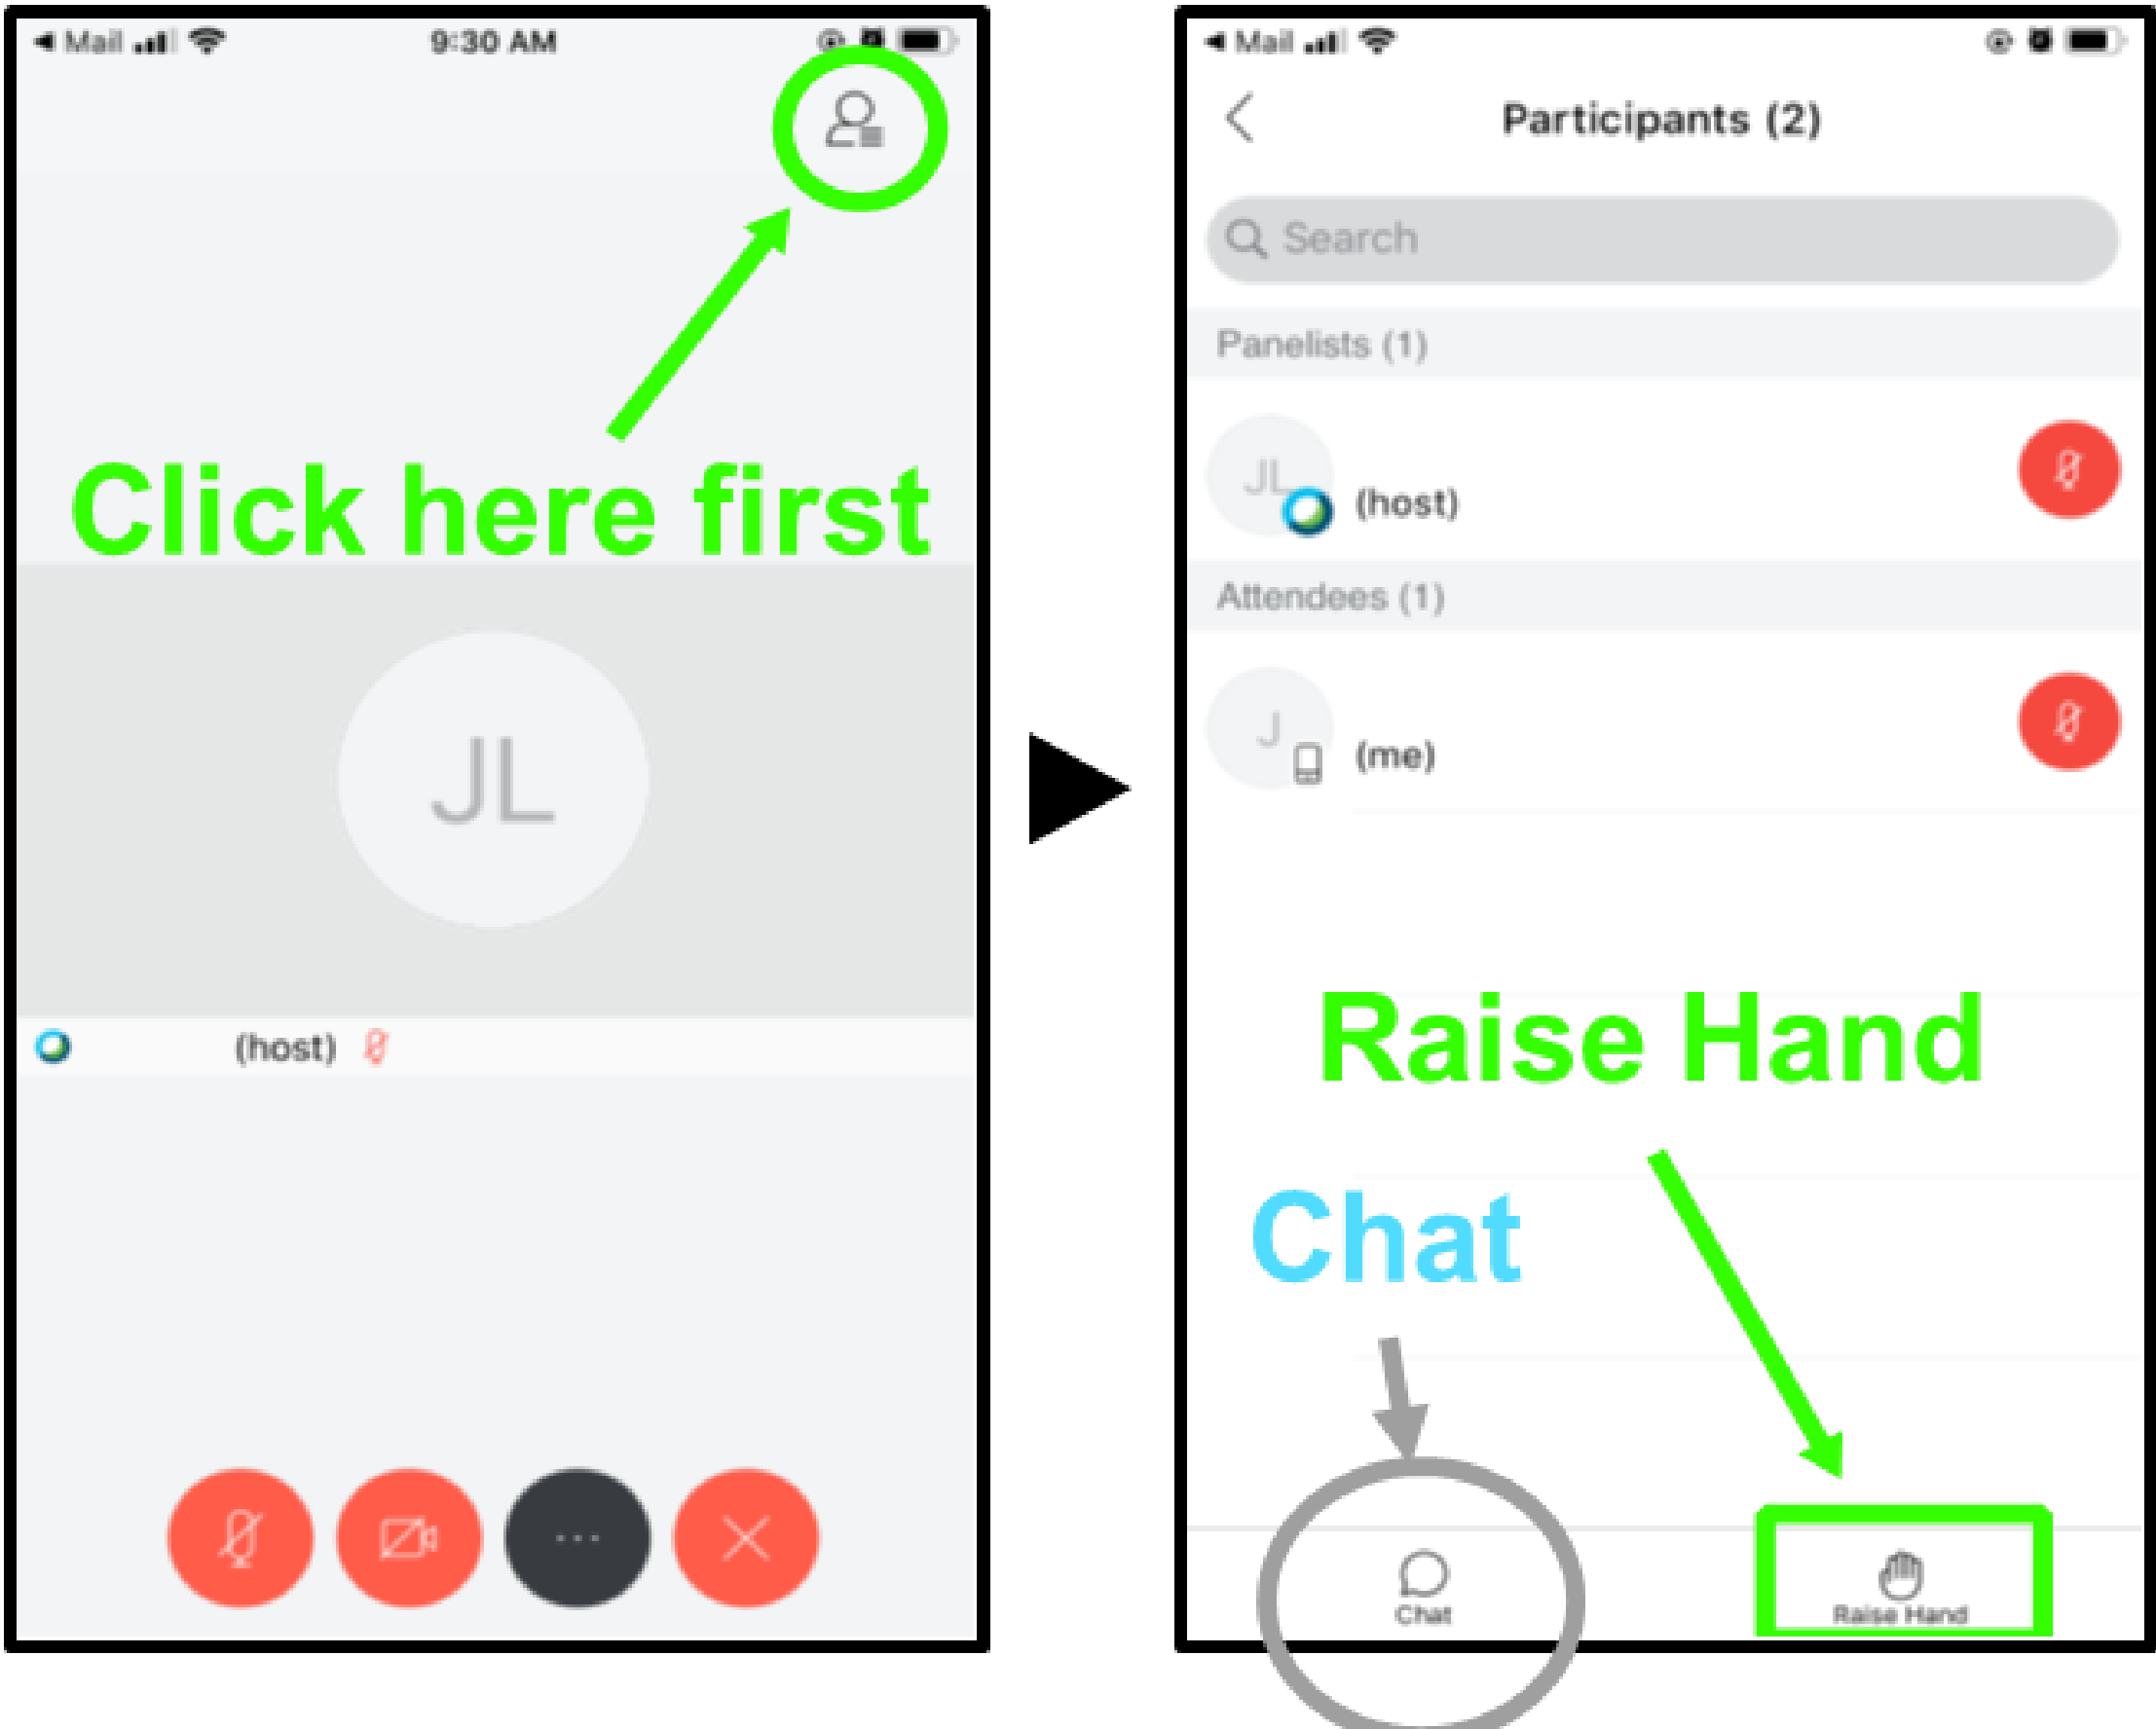 Mail
9:30 AM
Click here first
JL
(host)
Mail
Participants (2)
Search
Panelists (1)
JL
(host)
Attendees (1)
J
(me)
Raise Hand
Chat
Chat
Raise Hand